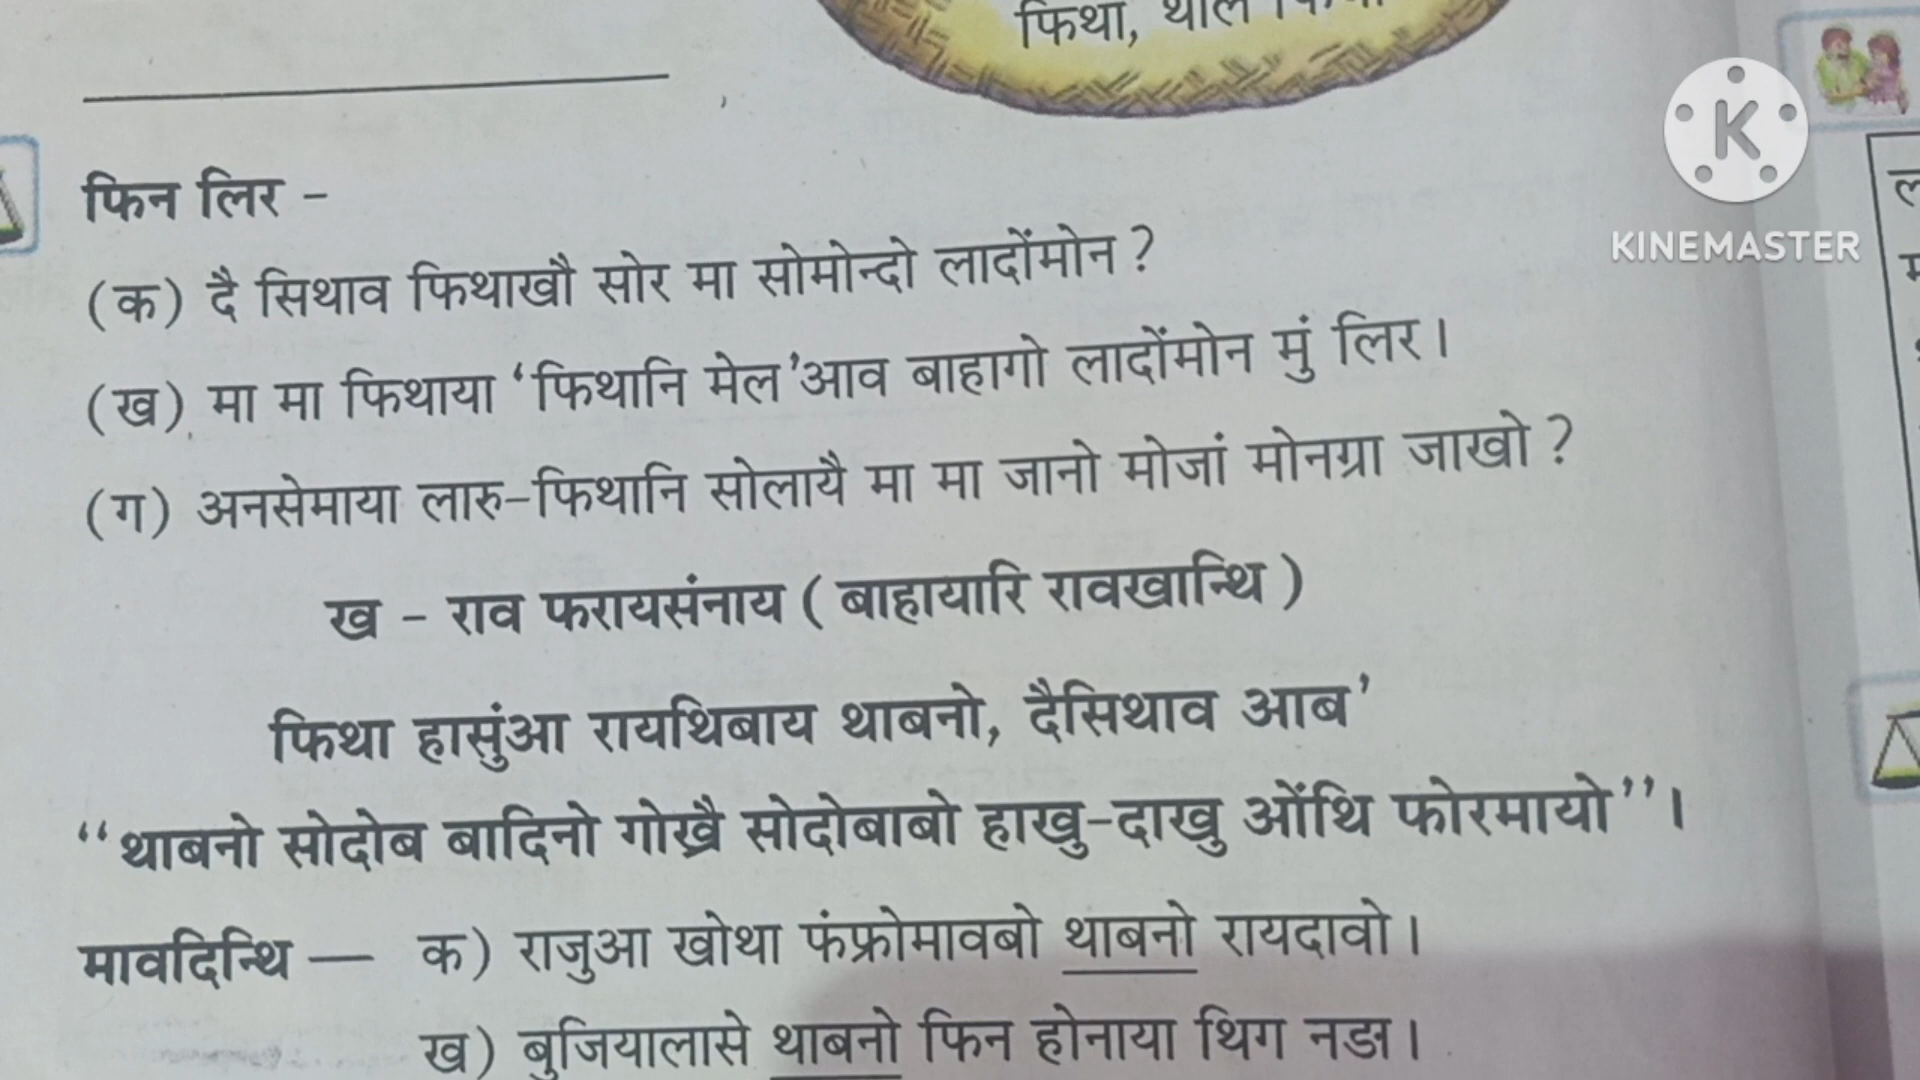 फिथा, थाल
KINEMASTER
फिन लिर -
(क) दै सिथाव फिथाखौ सोर मा सोमोन्दो लादोंमोन ?
(ख) मा मा फिथाया ‘फिथानि मेल’आव बाहागो लादोंमोन मुं लिर।
(ग) अनसेमाया लारु-फिथानि सोलायै मा मा जानो मोजां मोनग्रा जाखो ?
ख - राव फरायसंनाय ( बाहायारि रावखान्थि )
फिथा हासुंआ रायथिबाय थाबनो, दैसिथाव आब’
‘‘थाबनो सोदोब बादिनो गोख्रै सोदोबाबो हाखु-दाखु ओंथि फोरमायो’’।
मावदिन्थि — क) राजुआ खोथा फंफ्रोमावबो थाबनो रायदावो।
ख) बुजियालासे थाबनो फिन होनाया थिग नङा।